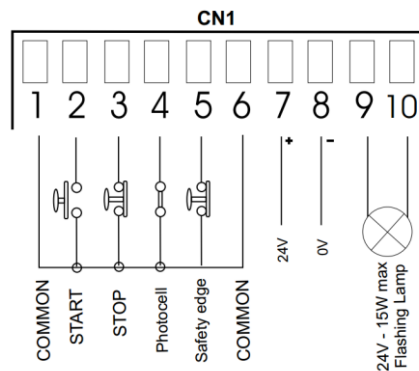 CN1
1 2 3 4 5 6 7 8 9 10
+ −
COMMON
START
STOP
Photocell
Safety edge
COMMON
24V
0V
24V - 15W max
Flashing Lamp